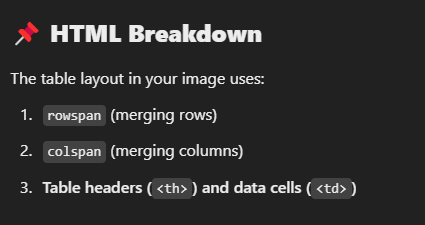 📌 HTML Breakdown
The table layout in your image uses:
1. rowspan (merging rows)
2. colspan (merging columns)
3. Table headers (<th>) and data cells (<td>)